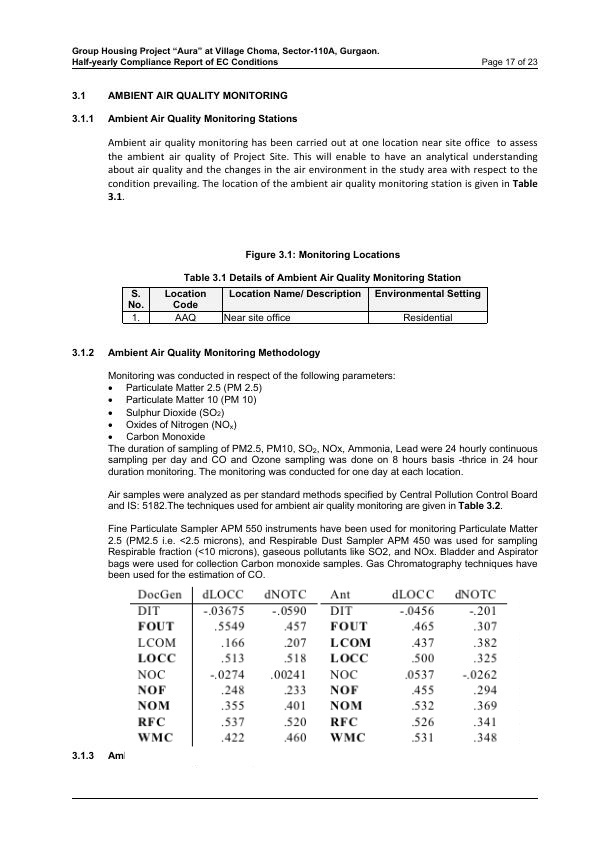 Group Housing Project “Aura” at Village Choma, Sector-110A, Gurgaon.
Half-yearly Compliance Report of EC Conditions Page 17 of 23
3.1 AMBIENT AIR QUALITY MONITORING
3.1.1 Ambient Air Quality Monitoring Stations
Ambient air quality monitoring has been carried out at one location near site office to assess
the ambient air quality of Project Site. This will enable to have an analytical understanding
about air quality and the changes in the air environment in the study area with respect to the
condition prevailing. The location of the ambient air quality monitoring station is given in Table
3.1.
Figure 3.1: Monitoring Locations
Table 3.1 Details of Ambient Air Quality Monitoring Station
S. No. Location Code Location Name/ Description Environmental Setting
1. AAQ Near site office Residential
3.1.2 Ambient Air Quality Monitoring Methodology
Monitoring was conducted in respect of the following parameters:
• Particulate Matter 2.5 (PM 2.5)
• Particulate Matter 10 (PM 10)
• Sulphur Dioxide (SO2)
• Oxides of Nitrogen (NOx)
• Carbon Monoxide
The duration of sampling of PM2.5, PM10, SO2, NOx, Ammonia, Lead were 24 hourly continuous
sampling per day and CO and Ozone sampling was done on 8 hours basis -thrice in 24 hour
duration monitoring. The monitoring was conducted for one day at each location.
Air samples were analyzed as per standard methods specified by Central Pollution Control Board
and IS: 5182.The techniques used for ambient air quality monitoring are given in Table 3.2.
Fine Particulate Sampler APM 550 instruments have been used for monitoring Particulate Matter
2.5 (PM2.5 i.e. <2.5 microns), and Respirable Dust Sampler APM 450 was used for sampling
Respirable fraction (<10 microns), gaseous pollutants like SO2, and NOx. Bladder and Aspirator
bags were used for collection Carbon monoxide samples. Gas Chromatography techniques have
been used for the estimation of CO.
DocGen dLOCC dNOTC Ant dLOCC dNOTC
DIT -.03675 -.0590 DIT -.0456 -.201
FOUT .5549 .457 FOUT .465 .307
LCOM .166 .207 LCOM .437 .382
LOCC .513 .518 LOCC .500 .325
NOC -.0274 .00241 NOC .0537 -.0262
NOF .248 .233 NOF .455 .294
NOM .355 .401 NOM .532 .369
RFC .537 .520 RFC .526 .341
WMC .422 .460 WMC .531 .348
3.1.3